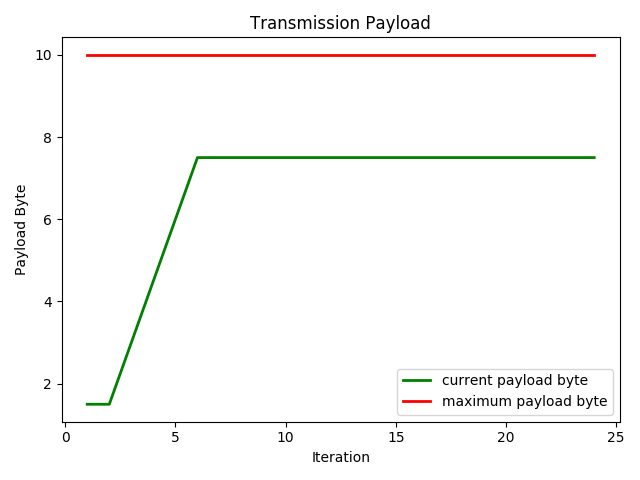 Transmission Payload
10
8
6
4
2
Payload Byte
0 5 10 15 20 25
Iteration
current payload byte
maximum payload byte